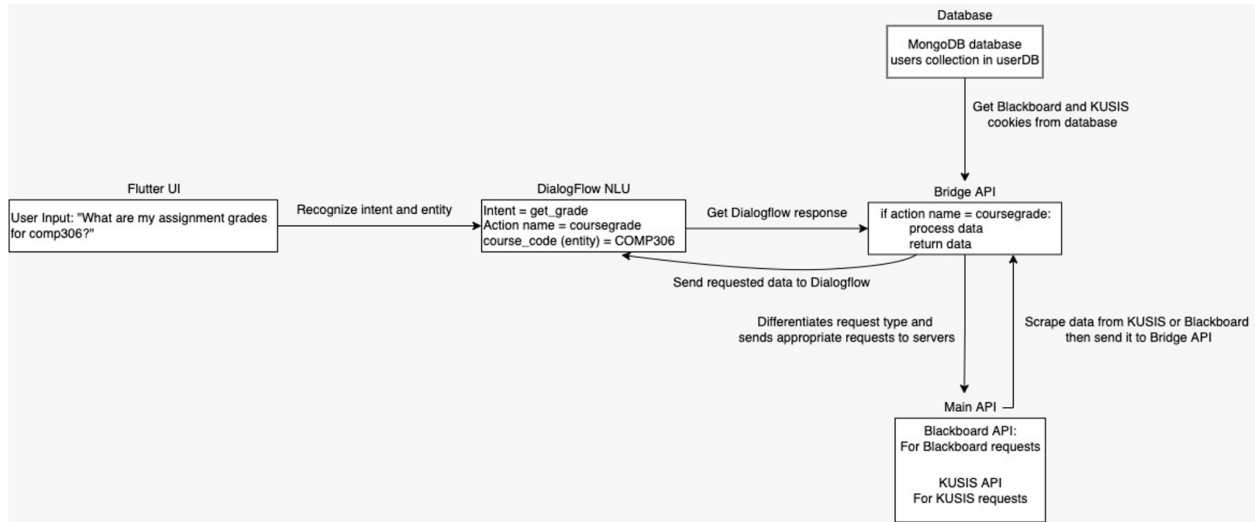 Database
MongoDB database
users collection in userDB
Get Blackboard and KUSIS
cookies from database
Flutter UI
User Input: "What are my assignment grades
for comp306?"
Recognize intent and entity
DialogFlow NLU
Intent = get_grade
Action name = coursegrade
course_code (entity) = COMP306
Get Dialogflow response
Bridge API
if action name = coursegrade:
process data
return data
Send requested data to Dialogflow
Differentiates request type and
sends appropriate requests to servers
Scrape data from KUSIS or Blackboard
then send it to Bridge API
Main API
Blackboard API:
For Blackboard requests
KUSIS API
For KUSIS requests